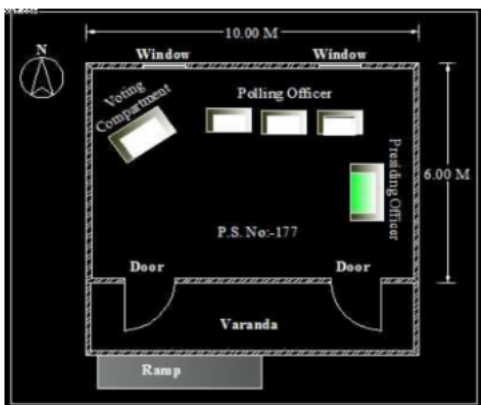 10.00 M
N
Window
Window
Voting
Compartment
Polling Officer
Presiding Officer
6.00 M
P.S. No:-177
Door
Door
Varanda
Ramp